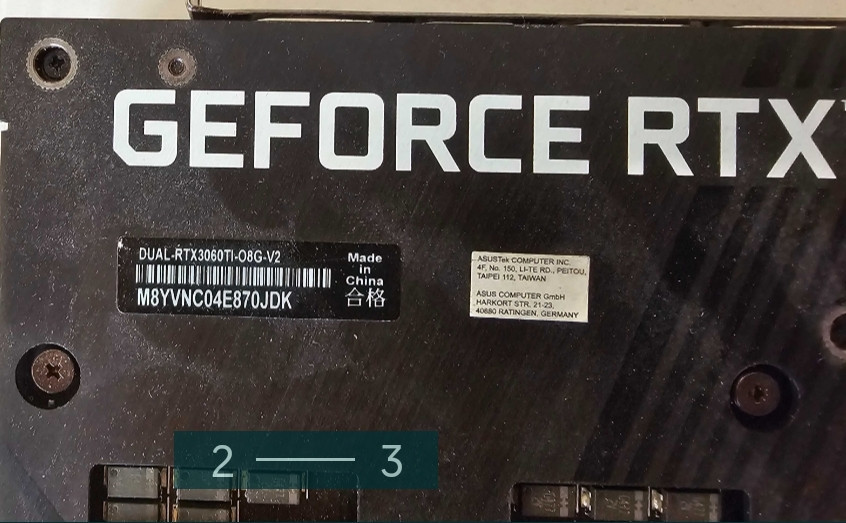 GEFORCE RTX
DUAL-RTX3060TI-O8G-V2
M8YVNC04E870JDK
Made
in
China
合格
ASUSTek COMPUTER INC.
4F, No. 150, LI-TE RD., PEITOU,
TAIPEI 112, TAIWAN
ASUS COMPUTER GmbH
HARKORT STR. 21-23,
40880 RATINGEN, GERMANY
2 — 3